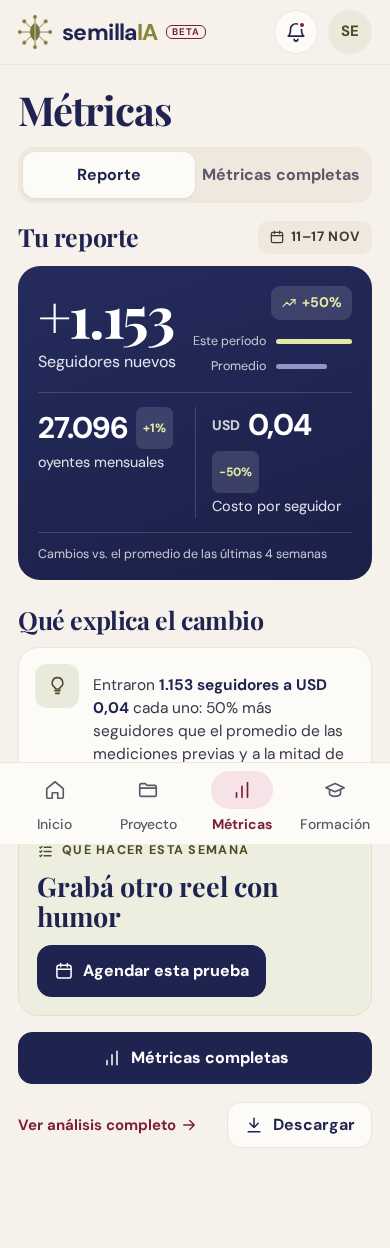 semillaIA BETA SE
Métricas
Reporte Métricas completas
Tu reporte 11–17 NOV
+1.153 +50%
Seguidores nuevos
Este período
Promedio
27.096 +1%
oyentes mensuales
USD 0,04
-50%
Costo por seguidor
Cambios vs. el promedio de las últimas 4 semanas
Qué explica el cambio
Entraron 1.153 seguidores a USD
0,04 cada uno: 50% más
seguidores que el promedio de las
mediciones previas y a la mitad de
Inicio Proyecto Métricas Formación
QUÉ HACER ESTA SEMANA
Grabá otro reel con
humor
Agendar esta prueba
Métricas completas
Ver análisis completo → Descargar